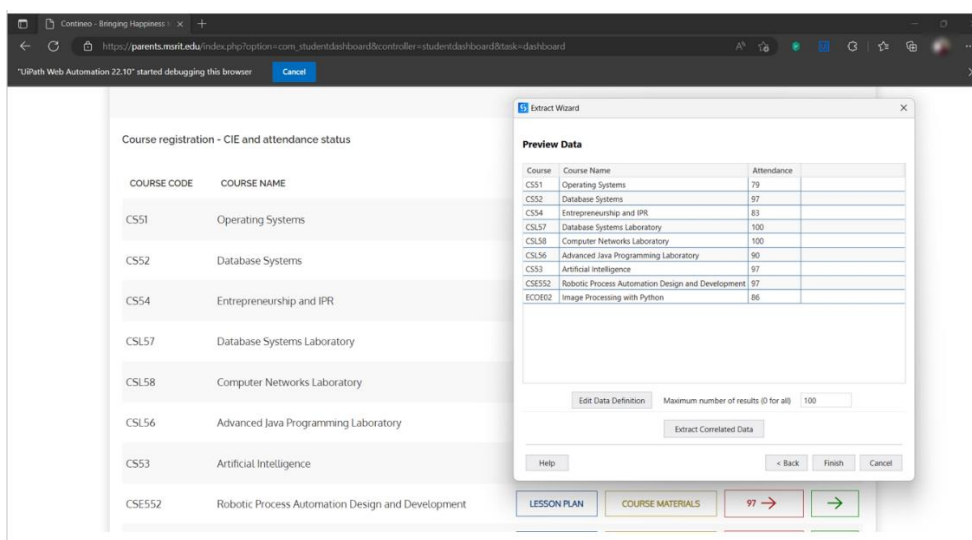 Contineo - Bringing Happiness
https://parents.msrit.edu/index.php?option=com_studentdashboard&controller=studentdashboard&task=dashboard
"UiPath Web Automation 22.10" started debugging this browser Cancel
Course registration - CIE and attendance status
COURSE CODE COURSE NAME
CS51 Operating Systems
CS52 Database Systems
CS54 Entrepreneurship and IPR
CSL57 Database Systems Laboratory
CSL58 Computer Networks Laboratory
CSL56 Advanced Java Programming Laboratory
CS53 Artificial Intelligence
CSE552 Robotic Process Automation Design and Development LESSON PLAN COURSE MATERIALS 97
Extract Wizard
Preview Data
Course Course Name Attendance
CS51 Operating Systems 79
CS52 Database Systems 97
CS54 Entrepreneurship and IPR 83
CSL57 Database Systems Laboratory 100
CSL58 Computer Networks Laboratory 100
CSL56 Advanced Java Programming Laboratory 90
CS53 Artificial Intelligence 97
CSE552 Robotic Process Automation Design and Development 97
ECOE02 Image Processing with Python 86
Edit Data Definition Maximum number of results (0 for all) 100
Extract Correlated Data
Help < Back Finish Cancel